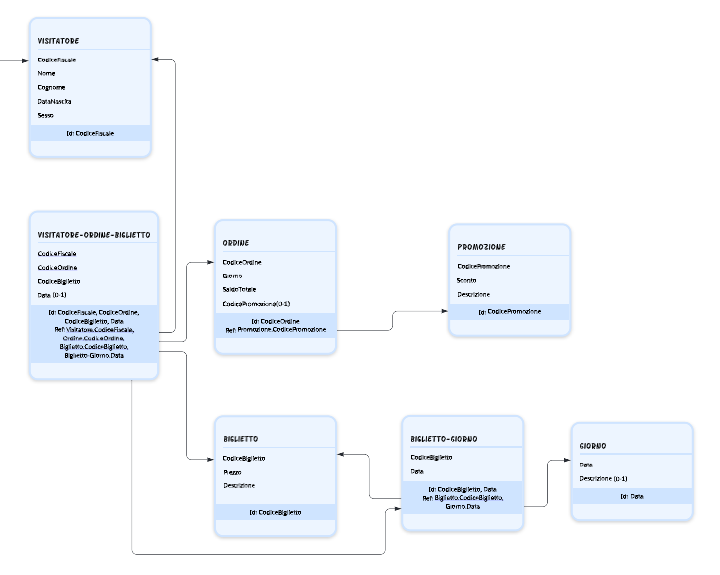 VISITATORE
CodiceFiscale
Nome
Cognome
DataNascita
Sesso
Id: CodiceFiscale
VISITATORE-ORDINE-BIGLIETTO
CodiceFiscale
CodiceOrdine
CodiceBiglietto
Data (0-1)
Id: CodiceFiscale, CodiceOrdine,
CodiceBiglietto, Data
Ref: Visitatore.CodiceFiscale,
Ordine.CodiceOrdine,
Biglietto.CodiceBiglietto,
Biglietto-Giorno.Data
ORDINE
CodiceOrdine
Giorno
SaldoTotale
CodicePromozione(0-1)
Id: CodiceOrdine
Ref: Promozione.CodicePromozione
PROMOZIONE
CodicePromozione
Sconto
Descrizione
Id: CodicePromozione
BIGLIETTO
CodiceBiglietto
Prezzo
Descrizione
Id: CodiceBiglietto
BIGLIETTO-GIORNO
CodiceBiglietto
Data
Id: CodiceBiglietto, Data
Ref: Biglietto.CodiceBiglietto,
Giorno.Data
GIORNO
Data
Descrizione (0-1)
Id: Data